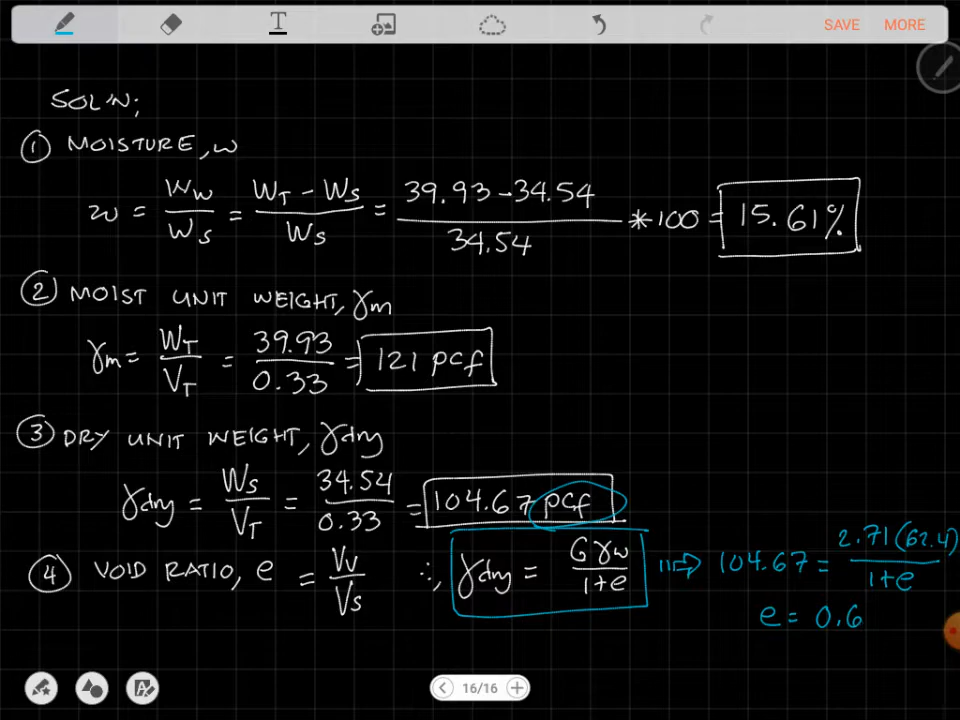 T SAVE MORE
SOL'N;
① MOISTURE, w
w = Ww/Ws = (WT - Ws)/Ws = (39.93 - 34.54)/34.54 * 100 = 15.61%
② MOIST UNIT WEIGHT, γm
γm = WT/VT = 39.93/0.33 = 121 pcf
③ DRY UNIT WEIGHT, γdry
γdry = Ws/VT = 34.54/0.33 = 104.67 pcf
④ VOID RATIO, e = Vv/Vs ∴, γdry = Gγw/(1+e) ⇒ 104.67 = 2.71(62.4)/(1+e)
e = 0.6
16/16